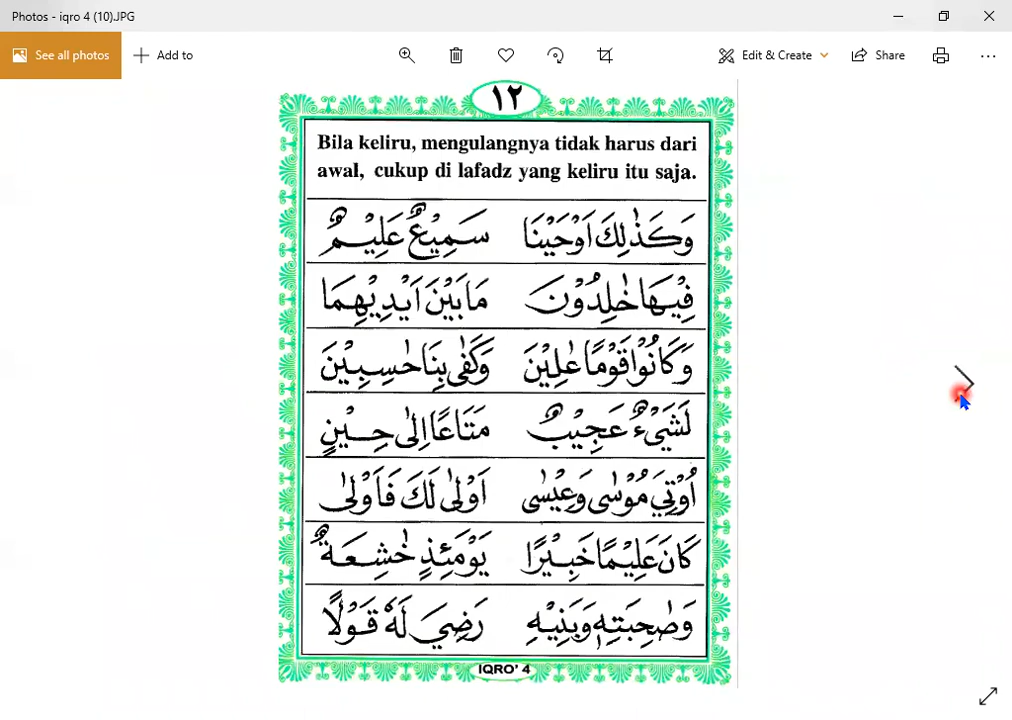 Photos - iqro 4 (10).JPG
See all photos
Add to
Edit & Create
Share
١٢
Bila keliru, mengulangnya tidak harus dari
awal, cukup di lafadz yang keliru itu saja.
وَكَذٰلِكَ اَوْحَيْنَا سَمِيْعٌ عَلِيْمٌ
فِيْهَا خٰلِدُوْنَ مَا بَيْنَ اَيْدِيْهِمَا
وَكَانُوْا قَوْمًا عٰلِيْنَ وَكَفٰى بِنَا حٰسِبِيْنَ
لَشَيْءٌ عَجِيْبٌ مَتَاعًا اِلٰى حِيْنٍ
اُوْتِيَ مُوْسٰى وَعِيْسٰى اَوْلٰى لَكَ فَاَوْلٰى
كَانَ عَلِيْمًا خَبِيْرًا يَوْمَئِذٍ خٰشِعَةٌ
وَصٰحِبَتِهٖ وَبَنِيْهِ رَضِيَ لَهٗ قَوْلًا
IQRO' 4